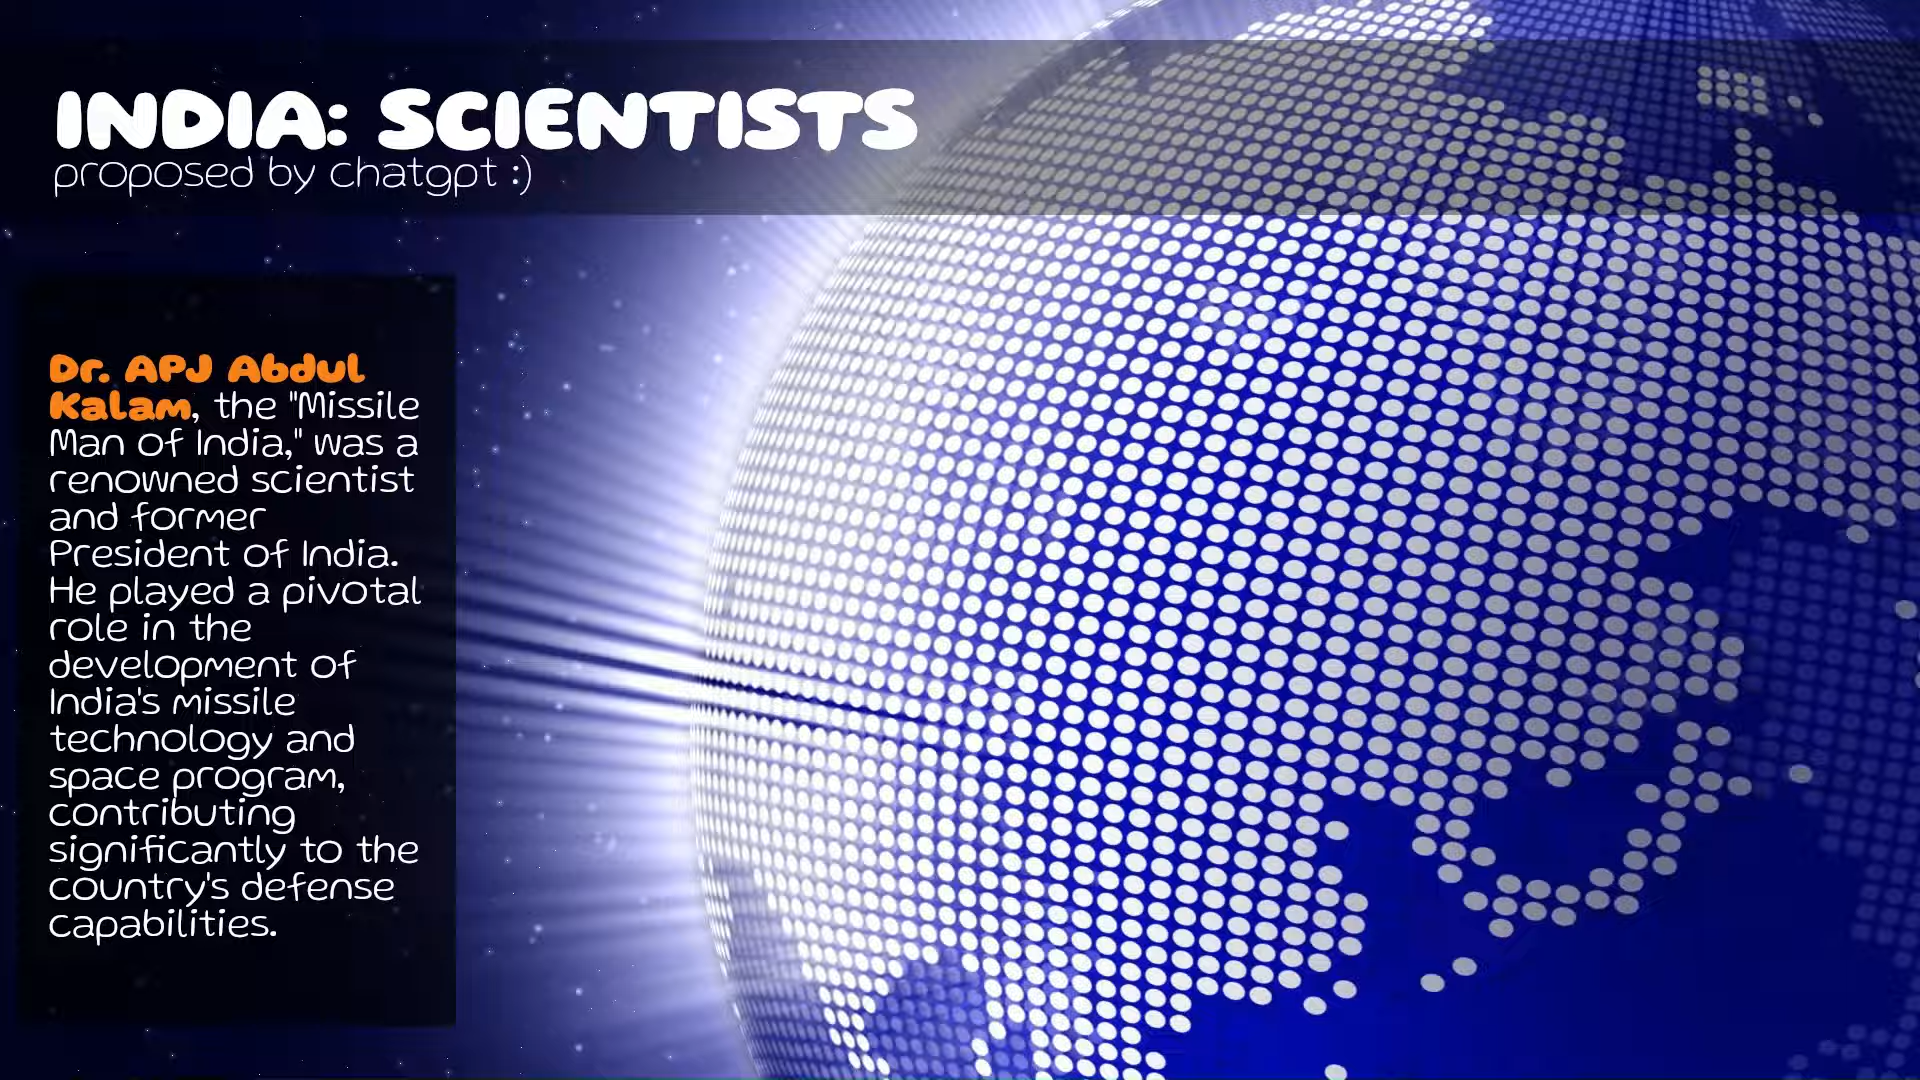 INDIA: SCIENTISTS
proposed by chatgpt :)
Dr. APJ Abdul
Kalam, the "Missile
Man of India," was a
renowned scientist
and former
President of India.
He played a pivotal
role in the
development of
India's missile
technology and
space program,
contributing
significantly to the
country's defense
capabilities.